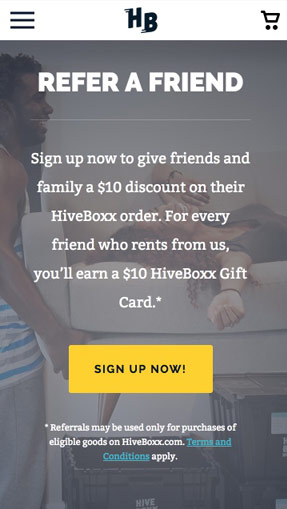 HB
REFER A FRIEND
Sign up now to give friends and
family a $10 discount on their
HiveBoxx order. For every
friend who rents from us,
you'll earn a $10 HiveBoxx Gift
Card.*
SIGN UP NOW!
* Referrals may be used only for purchases of
eligible goods on HiveBoxx.com. Terms and
Conditions apply.
HIVE